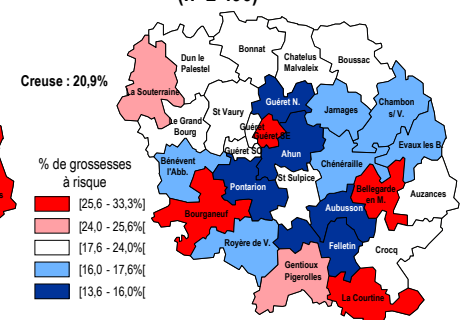 Bonnat
Dun le
Palestel
Chatelus
Malvaleix
Boussac
Creuse : 20,9%
La Souterraine
Guéret N.
Jarnages
Chambon
s/ V.
St Vaury
Le Grand
Bourg
Guéret
Guéret SE
Guéret SO
Evaux les B.
Ahun
Bénévent
l'Abb.
Chénéraille
St Sulpice
Pontarion
Bellegarde
en M.
Auzances
Bourganeuf
Aubusson
Royère de V.
Felletin
Crocq
Gentioux
Pigerolles
La Courtine
% de grossesses
à risque
[25,6 - 33,3%]
[24,0 - 25,6%[
[17,6 - 24,0%[
[16,0 - 17,6%[
[13,6 - 16,0%[